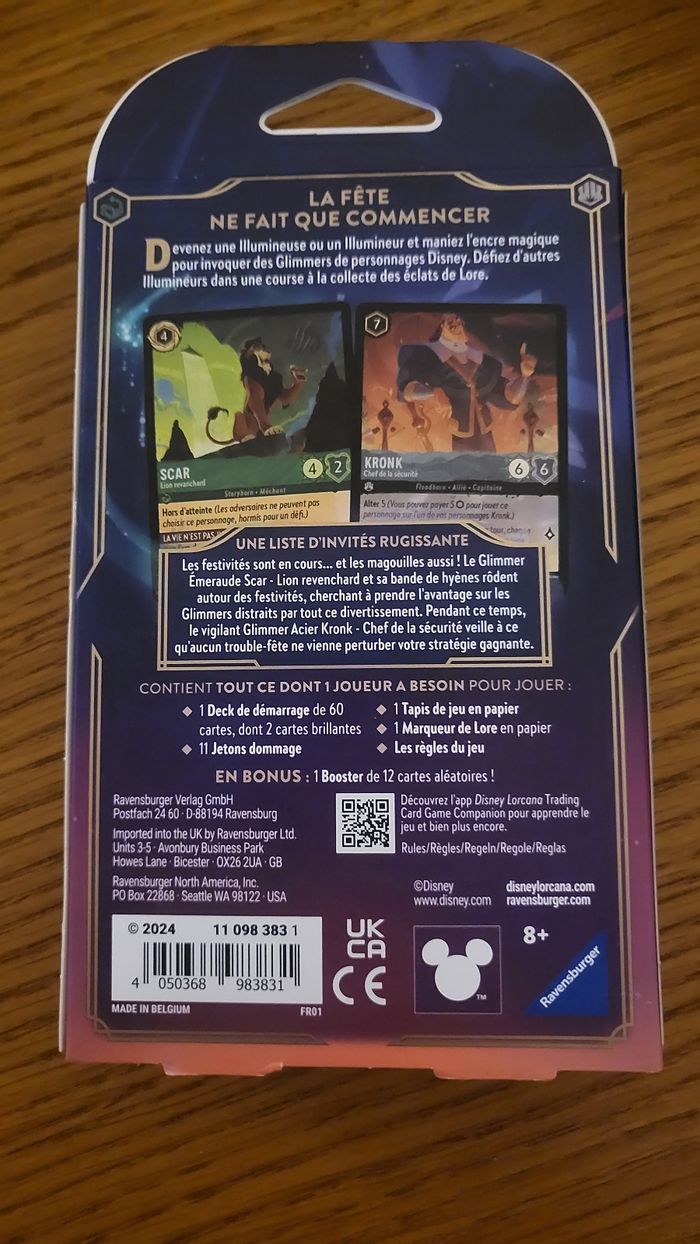 LA FÊTE
NE FAIT QUE COMMENCER
Devenez une Illumineuse ou un Illumineur et maniez l'encre magique
pour invoquer des Glimmers de personnages Disney. Défiez d'autres
Illumineurs dans une course à la collecte des éclats de Lore.
4
SCAR
Lion revanchard
4 2
Storyborn • Méchant
Hors d'atteinte (Les adversaires ne peuvent pas
choisir ce personnage, hormis pour un défi.)
LA VIE N'EST PAS
7
KRONK
Chef de la sécurité
6 6
Floodborn • Allié • Capitaine
Alter 5 (Vous pouvez payer 5 pour jouer ce
personnage sur l'un de vos personnages Kronk.)
tour, chaque
UNE LISTE D'INVITÉS RUGISSANTE
Les festivités sont en cours... et les magouilles aussi ! Le Glimmer
Émeraude Scar - Lion revenchard et sa bande de hyènes rôdent
autour des festivités, cherchant à prendre l'avantage sur les
Glimmers distraits par tout ce divertissement. Pendant ce temps,
le vigilant Glimmer Acier Kronk - Chef de la sécurité veille à ce
qu'aucun trouble-fête ne vienne perturber votre stratégie gagnante.
CONTIENT TOUT CE DONT 1 JOUEUR A BESOIN POUR JOUER :
◆ 1 Deck de démarrage de 60
cartes, dont 2 cartes brillantes
◆ 11 Jetons dommage
◆ 1 Tapis de jeu en papier
◆ 1 Marqueur de Lore en papier
◆ Les règles du jeu
EN BONUS : 1 Booster de 12 cartes aléatoires !
Ravensburger Verlag GmbH
Postfach 24 60 · D-88194 Ravensburg
Imported into the UK by Ravensburger Ltd.
Units 3-5 · Avonbury Business Park
Howes Lane · Bicester · OX26 2UA · GB
Ravensburger North America, Inc.
PO Box 22868 · Seattle WA 98122 · USA
Découvrez l'app Disney Lorcana Trading
Card Game Companion pour apprendre le
jeu et bien plus encore.
Rules/Règles/Regeln/Regole/Reglas
©Disney
www.disney.com
disneylorcana.com
ravensburger.com
© 2024 11 098 383 1
4 050368 983831
MADE IN BELGIUM FR01
UK
CA
CE
TM
8+
Ravensburger